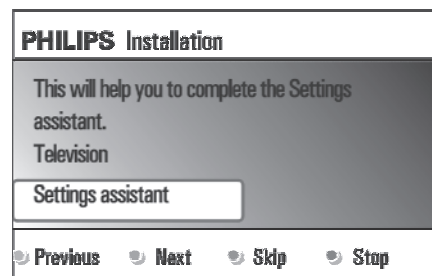 PHILIPS Installation
This will help you to complete the Settings
assistant.
Television
Settings assistant
Previous Next Skip Stop